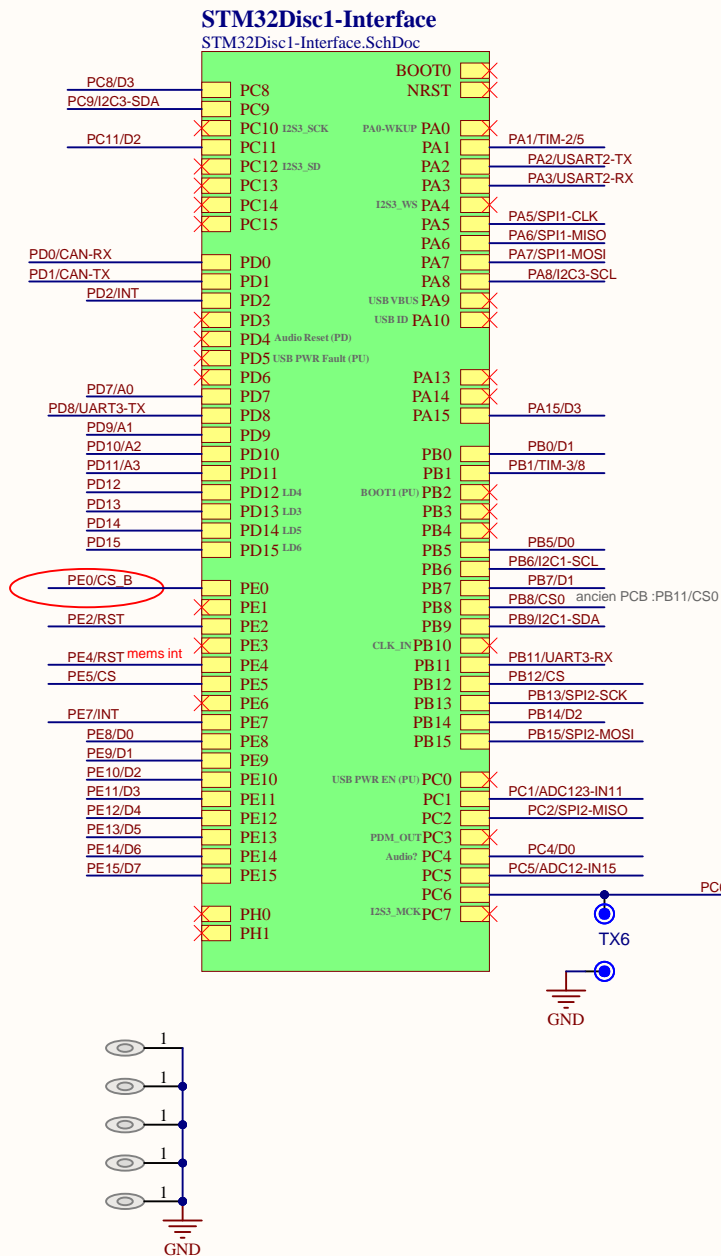 STM32Disc1-Interface
STM32Disc1-Interface.SchDoc
BOOT0
PC8/D3 PC8 NRST
PC9/I2C3-SDA PC9
PC10 I2S3_SCK PA0-WKUP PA0
PC11/D2 PC11 PA1 PA1/TIM-2/5
PC12 I2S3_SD PA2 PA2/USART2-TX
PC13 PA3 PA3/USART2-RX
PC14 I2S3_WS PA4
PC15 PA5 PA5/SPI1-CLK
PA6 PA6/SPI1-MISO
PD0/CAN-RX PD0 PA7 PA7/SPI1-MOSI
PD1/CAN-TX PD1 PA8 PA8/I2C3-SCL
PD2/INT PD2 USB VBUS PA9
PD3 USB ID PA10
PD4 Audio Reset (PD)
PD5 USB PWR Fault (PU)
PD6 PA13
PD7/A0 PD7 PA14
PD8/UART3-TX PD8 PA15 PA15/D3
PD9/A1 PD9
PD10/A2 PD10 PB0 PB0/D1
PD11/A3 PD11 PB1 PB1/TIM-3/8
PD12 PD12 LD4 BOOT1 (PU) PB2
PD13 PD13 LD3 PB3
PD14 PD14 LD5 PB4
PD15 PD15 LD6 PB5 PB5/D0
PB6 PB6/I2C1-SCL
PE0/CS_B PE0 PB7 PB7/D1
PE1 PB8 PB8/CS0 ancien PCB :PB11/CS0
PE2/RST PE2 PB9 PB9/I2C1-SDA
mems int PE3 CLK_IN PB10
PE4/RST PE4 PB11 PB11/UART3-RX
PE5/CS PE5 PB12 PB12/CS
PE6 PB13 PB13/SPI2-SCK
PE7/INT PE7 PB14 PB14/D2
PE8/D0 PE8 PB15 PB15/SPI2-MOSI
PE9/D1 PE9
PE10/D2 PE10 USB PWR EN (PU) PC0
PE11/D3 PE11 PC1 PC1/ADC123-IN11
PE12/D4 PE12 PC2 PC2/SPI2-MISO
PE13/D5 PE13 PDM_OUT PC3
PE14/D6 PE14 Audio? PC4 PC4/D0
PE15/D7 PE15 PC5 PC5/ADC12-IN15
PC6
PH0 I2S3_MCK PC7
PH1
TX6
GND
1
1
1
1
1
GND